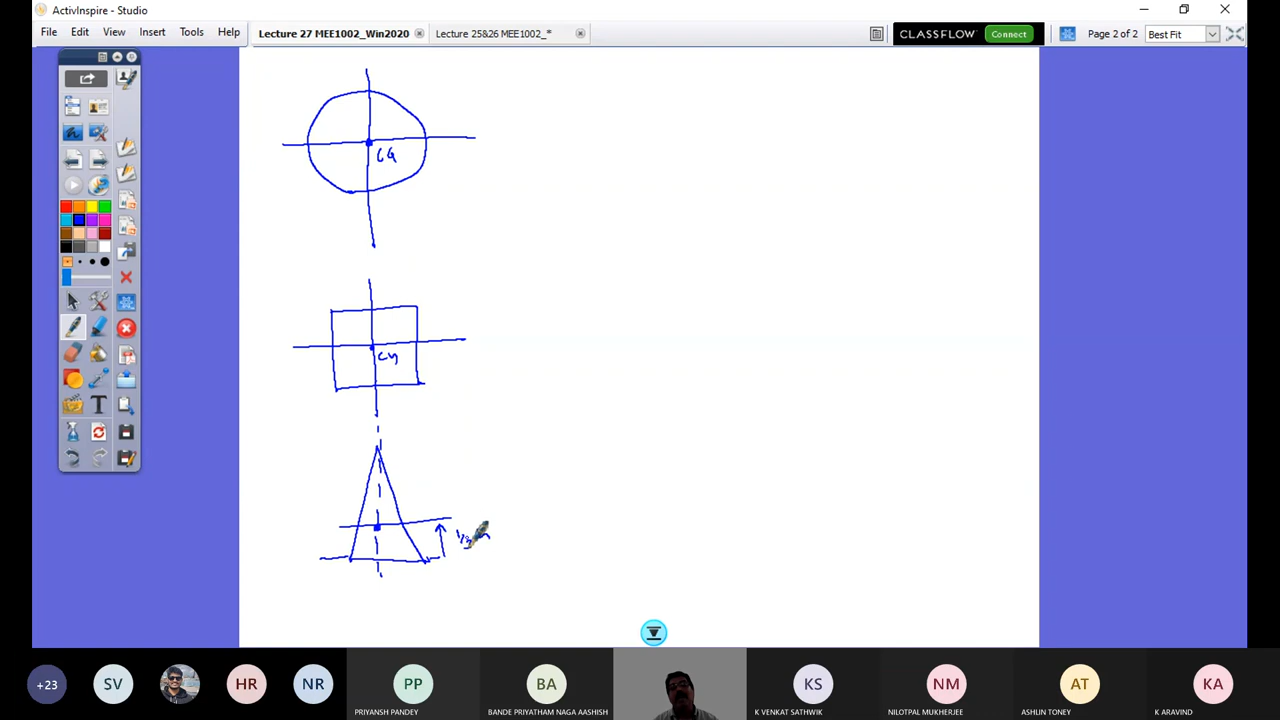 ActivInspire - Studio
File Edit View Insert Tools Help
Lecture 27 MEE1002_Win2020
Lecture 25&26 MEE1002_*
CLASSFLOW Connect
Page 2 of 2
Best Fit
CG
CG
+23
SV
HR
NR
PP
PRIYANSH PANDEY
BA
BANDE PRIYATHAM NAGA AASHISH
KS
K VENKAT SATHWIK
NM
NILOTPAL MUKHERJEE
AT
ASHLIN TONEY
KA
K ARAVIND